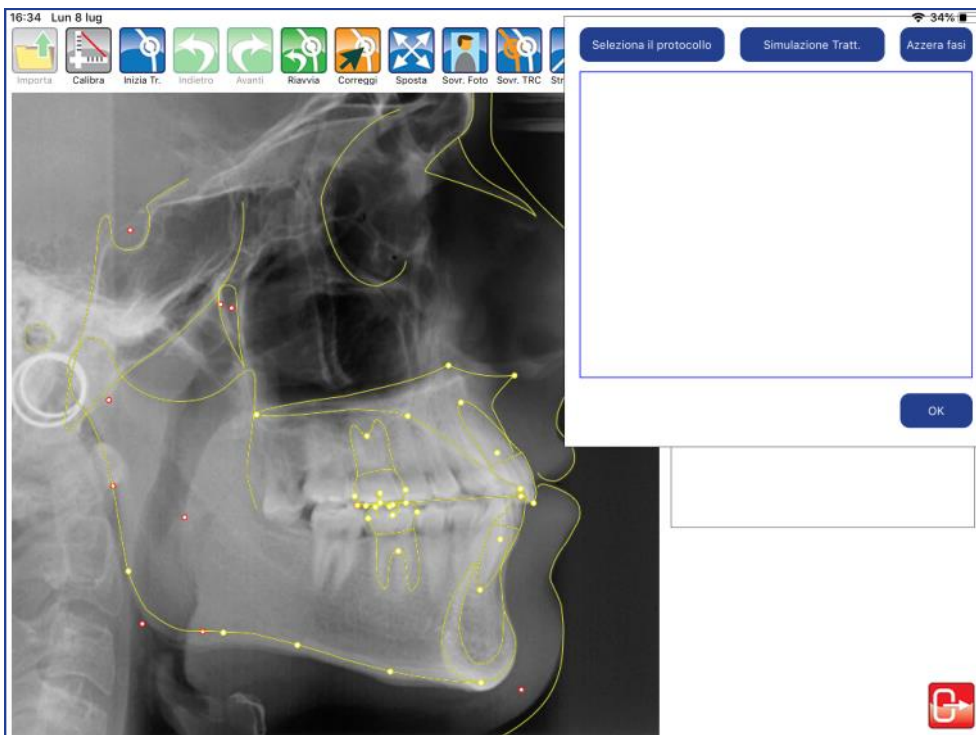 16:34 Lun 8 lug
34%
Importa
Calibra
Inizia Tr.
Indietro
Avanti
Riavvia
Correggi
Sposta
Sovr. Foto
Sovr. TRC
Seleziona il protocollo
Simulazione Tratt.
Azzera fasi
OK